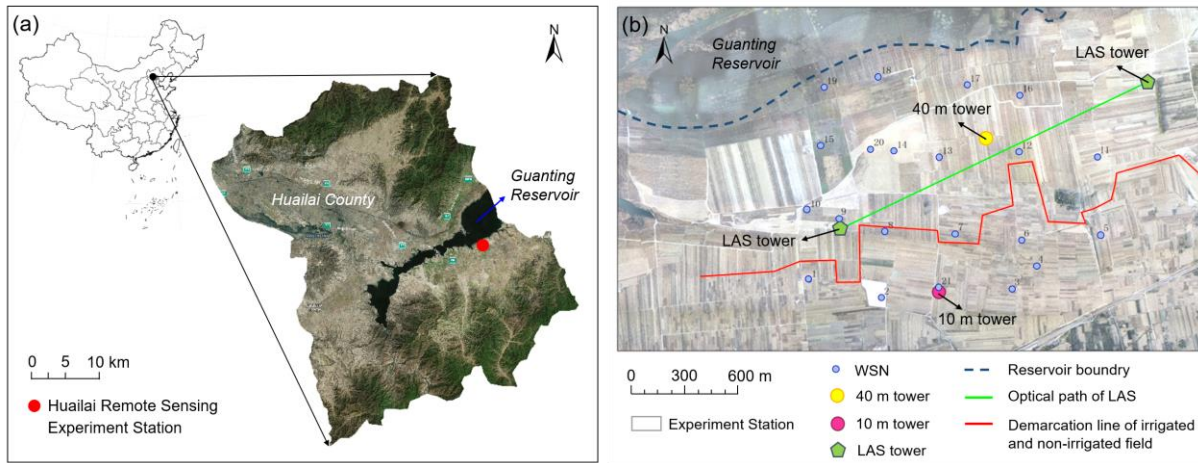 (a)
N
Guanting
Reservoir
Huailai County
0 5 10 km
Huailai Remote Sensing
Experiment Station
(b)
N
Guanting
Reservoir
LAS tower
40 m tower
LAS tower
10 m tower
18
19
17
16
15
20
14
13
12
11
10
9
8
7
6
5
4
1
2
21
3
0 300 600 m
Experiment Station
WSN
40 m tower
10 m tower
LAS tower
Reservoir boundry
Optical path of LAS
Demarcation line of irrigated
and non-irrigated field